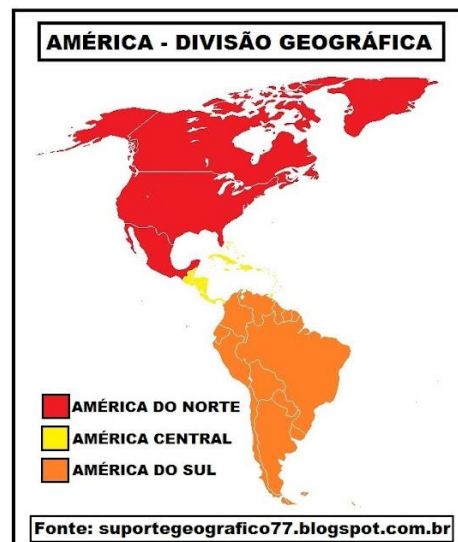 AMÉRICA - DIVISÃO GEOGRÁFICA
AMÉRICA DO NORTE
AMÉRICA CENTRAL
AMÉRICA DO SUL
Fonte: suportegeografico77.blogspot.com.br